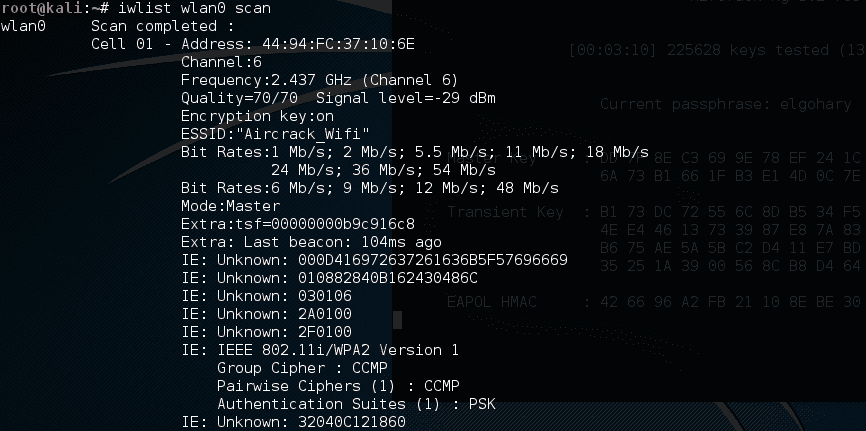 root@kali:~# iwlist wlan0 scan
wlan0     Scan completed :
          Cell 01 - Address: 44:94:FC:37:10:6E
                    Channel:6
                    Frequency:2.437 GHz (Channel 6)
                    Quality=70/70  Signal level=-29 dBm
                    Encryption key:on
                    ESSID:"Aircrack_Wifi"
                    Bit Rates:1 Mb/s; 2 Mb/s; 5.5 Mb/s; 11 Mb/s; 18 Mb/s
                              24 Mb/s; 36 Mb/s; 54 Mb/s
                    Bit Rates:6 Mb/s; 9 Mb/s; 12 Mb/s; 48 Mb/s
                    Mode:Master
                    Extra:tsf=00000000b9c916c8
                    Extra: Last beacon: 104ms ago
                    IE: Unknown: 000D416972637261636B5F57696669
                    IE: Unknown: 010882840B162430486C
                    IE: Unknown: 030106
                    IE: Unknown: 2A0100
                    IE: Unknown: 2F0100
                    IE: IEEE 802.11i/WPA2 Version 1
                        Group Cipher : CCMP
                        Pairwise Ciphers (1) : CCMP
                        Authentication Suites (1) : PSK
                    IE: Unknown: 32040C121860
[00:03:10] 225628 keys tested (13
Current passphrase: elgohary
8E C3 69 9E 78 EF 24 1C
6A 73 B1 66 1F B3 E1 4D 0C 7E
Transient Key  : B1 73 DC 72 55 6C 8D B5 34 F5
4E E4 46 13 73 39 87 E8 7A 83
B6 75 AE 5A 5B C2 D4 11 E7 BD
35 25 1A 39 00 56 8C B8 D4 64
EAPOL HMAC     : 42 66 96 A2 FB 21 10 8E BE 30